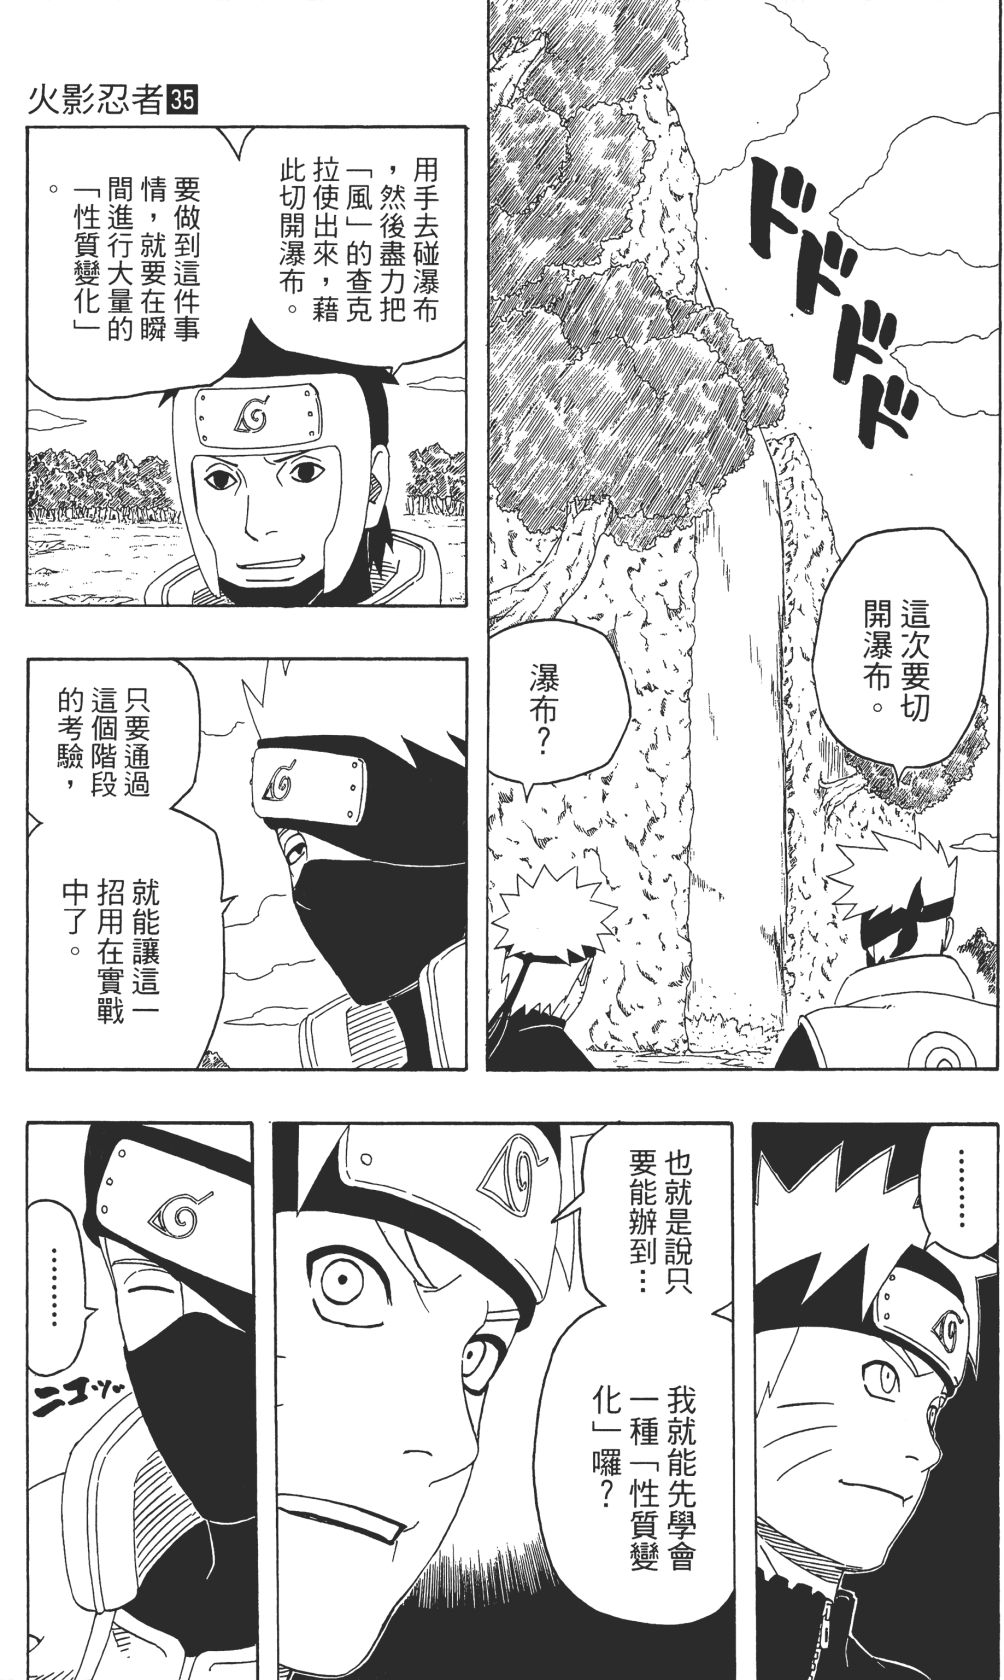 火影忍者35
ドドドド
這次要切
開瀑布。
瀑布?
用手去碰瀑布
,然後盡力把
「風」的查克
拉使出來,藉
此切開瀑布。
要做到這件事
情,就要在瞬
間進行大量的
「性質變化」
。
只要通過
這個階段
的考驗,
就能讓這一
招用在實戰
中了。
………
也就是說只
要能辦到…
我就能先學會
一種「性質變
化」囉?
………
ニコッ